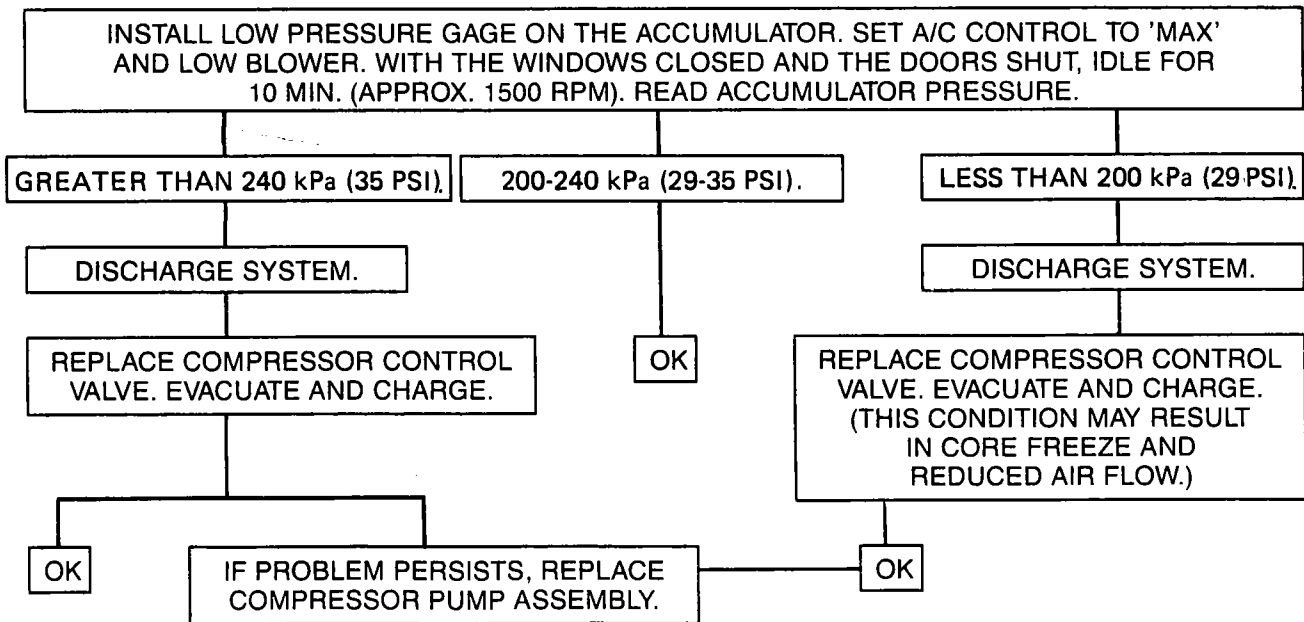 INSTALL LOW PRESSURE GAGE ON THE ACCUMULATOR. SET A/C CONTROL TO 'MAX'
AND LOW BLOWER. WITH THE WINDOWS CLOSED AND THE DOORS SHUT, IDLE FOR
10 MIN. (APPROX. 1500 RPM). READ ACCUMULATOR PRESSURE.
GREATER THAN 240 kPa (35 PSI).
200-240 kPa (29-35 PSI).
LESS THAN 200 kPa (29 PSI).
DISCHARGE SYSTEM.
DISCHARGE SYSTEM.
REPLACE COMPRESSOR CONTROL
VALVE. EVACUATE AND CHARGE.
OK
REPLACE COMPRESSOR CONTROL
VALVE. EVACUATE AND CHARGE.
(THIS CONDITION MAY RESULT
IN CORE FREEZE AND
REDUCED AIR FLOW.)
OK
IF PROBLEM PERSISTS, REPLACE
COMPRESSOR PUMP ASSEMBLY.
OK